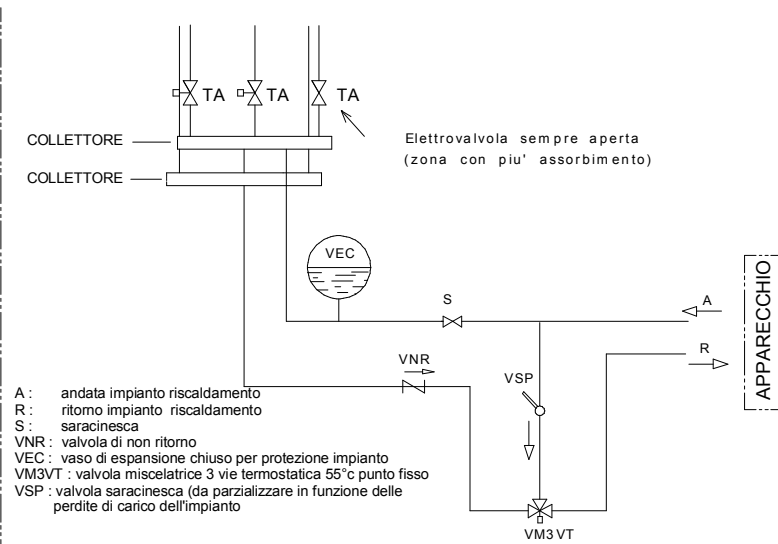 TA TA TA
COLLETTORE
Elettrovalvola sempre aperta
(zona con piu' assorbimento)
COLLETTORE
VEC
S
A
R
APPARECCHIO
VNR
VSP
A : andata impianto riscaldamento
R : ritorno impianto riscaldamento
S : saracinesca
VNR : valvola di non ritorno
VEC : vaso di espansione chiuso per protezione impianto
VM3VT : valvola miscelatrice 3 vie termostatica 55°c punto fisso
VSP : valvola saracinesca (da parzializzare in funzione delle
perdite di carico dell'impianto
VM3VT